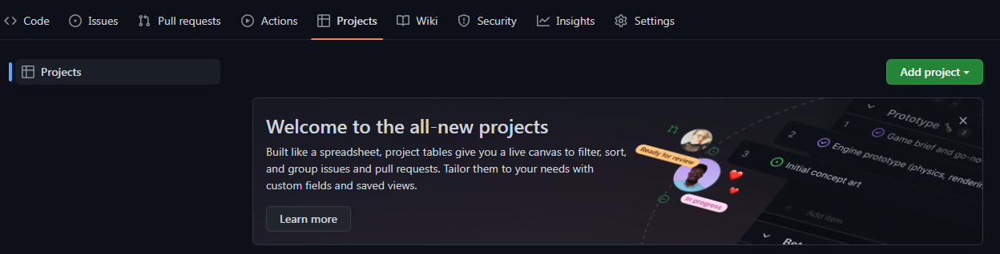 Code Issues Pull requests Actions Projects Wiki Security Insights Settings
Projects
Add project
Welcome to the all-new projects
Built like a spreadsheet, project tables give you a live canvas to filter, sort,
and group issues and pull requests. Tailor them to your needs with
custom fields and saved views.
Learn more
Prototype 3
1 Game brief and go-no-
2 Engine prototype (physics, renderin
3 Initial concept art
Ready for review
In progress
Add item